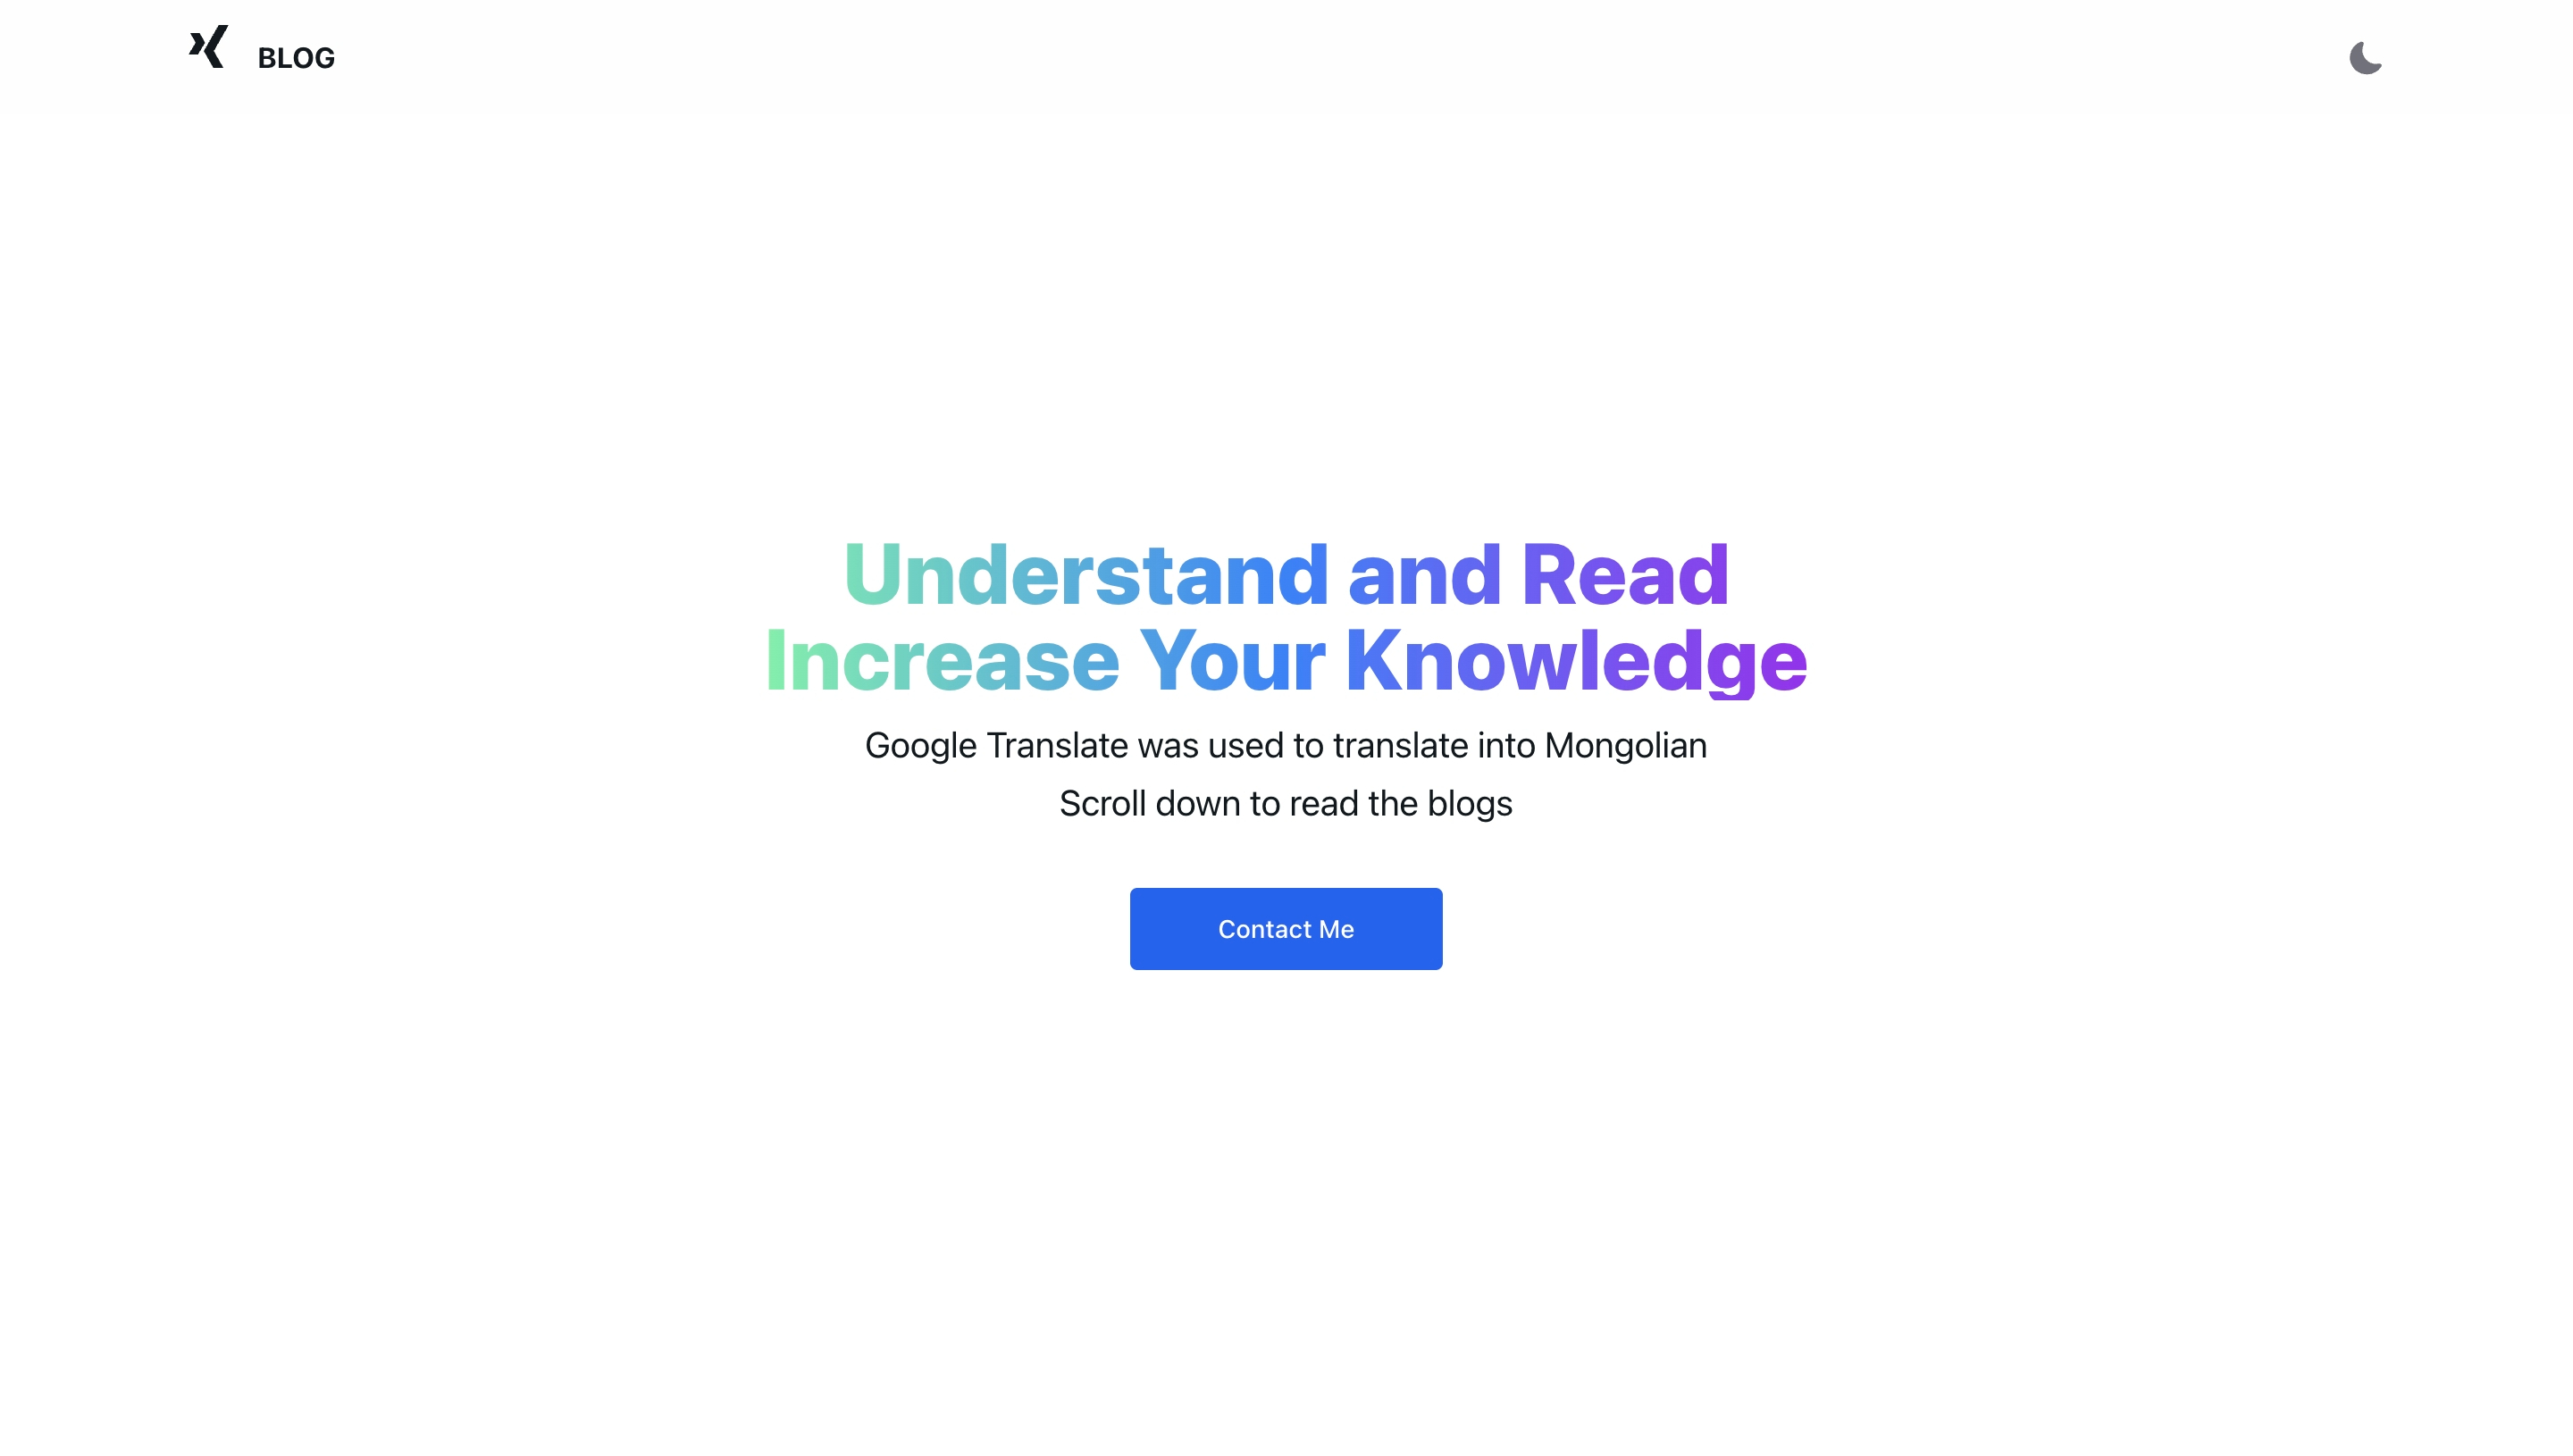 BLOG
Understand and Read
Increase Your Knowledge
Google Translate was used to translate into Mongolian
Scroll down to read the blogs
Contact Me